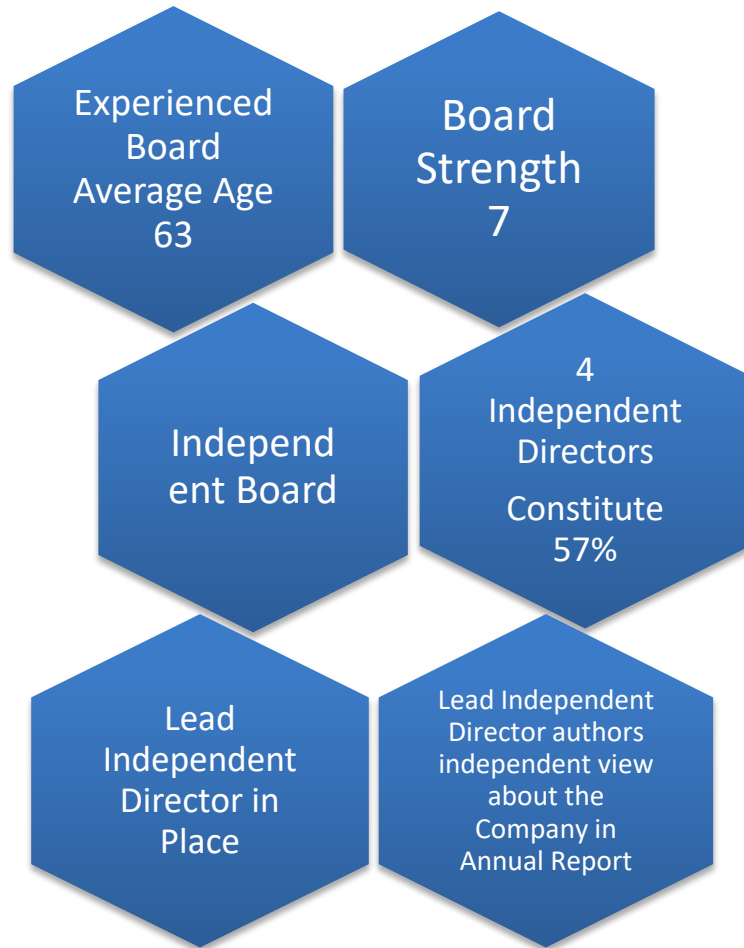 Experienced
Board
Average Age
63
Board
Strength
7
Independ
ent Board
4
Independent
Directors
Constitute
57%
Lead
Independent
Director in
Place
Lead Independent
Director authors
independent view
about the
Company in
Annual Report